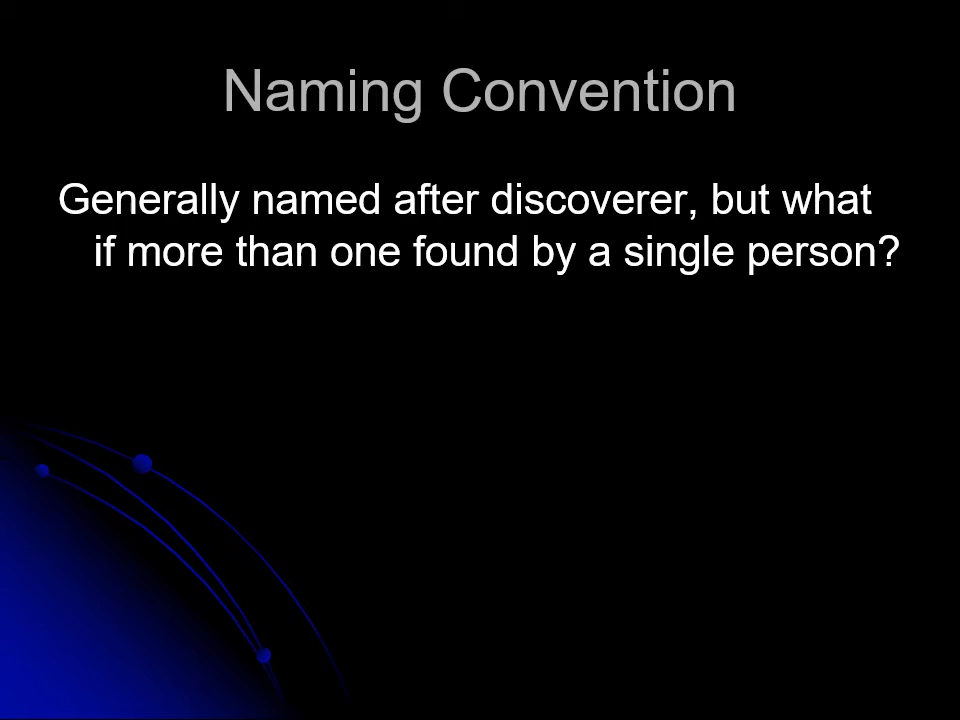 Naming Convention
Generally named after discoverer, but what
if more than one found by a single person?